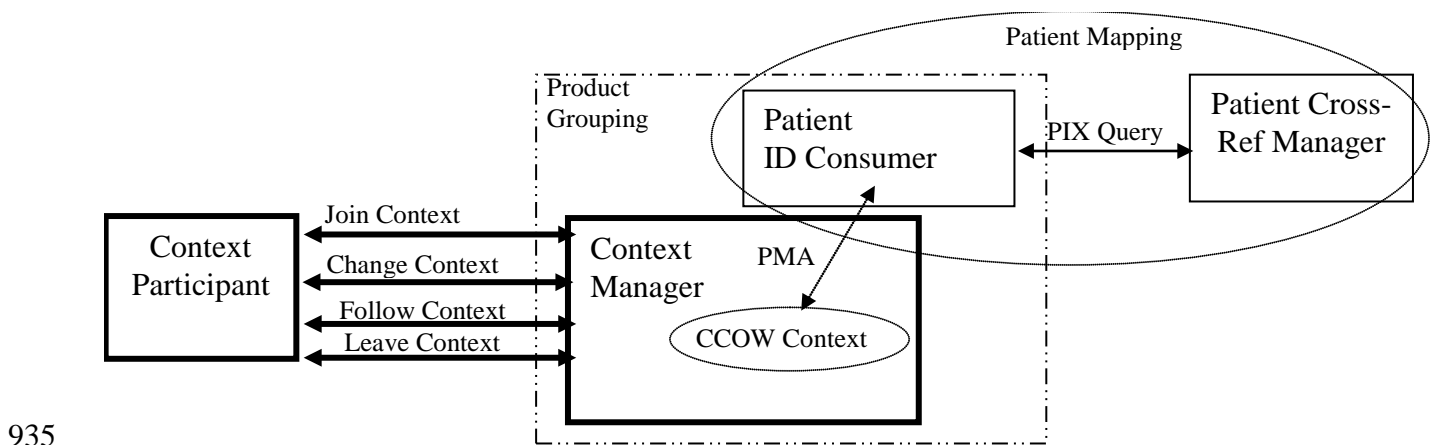 Patient Mapping
Product
Grouping
Patient
ID Consumer
PIX Query
Patient Cross-
Ref Manager
Join Context
Context
Participant
Change Context
Follow Context
Leave Context
Context
Manager
PMA
CCOW Context
935